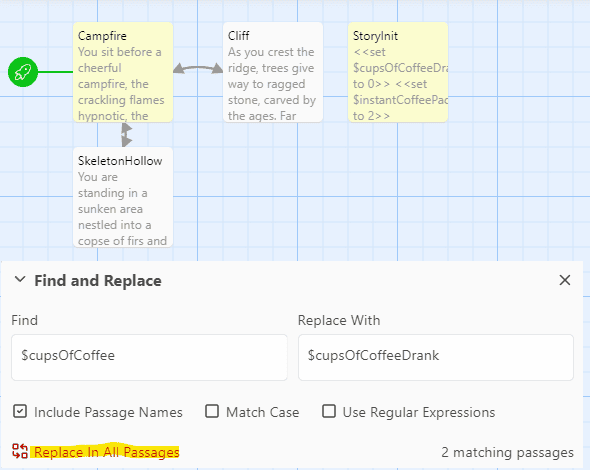 Campfire
You sit before a
cheerful
campfire, the
crackling flames
hypnotic, the
Cliff
As you crest the
ridge, trees give
way to ragged
stone, carved by
the ages. Far
StoryInit
<<set
$cupsOfCoffeeDra
to 0>> <<set
$instantCoffeePac
to 2>>
SkeletonHollow
You are
standing in a
sunken area
nestled into a
copse of firs and
Find and Replace
Find
Replace With
$cupsOfCoffee
$cupsOfCoffeeDrank
Include Passage Names
Match Case
Use Regular Expressions
Replace In All Passages
2 matching passages